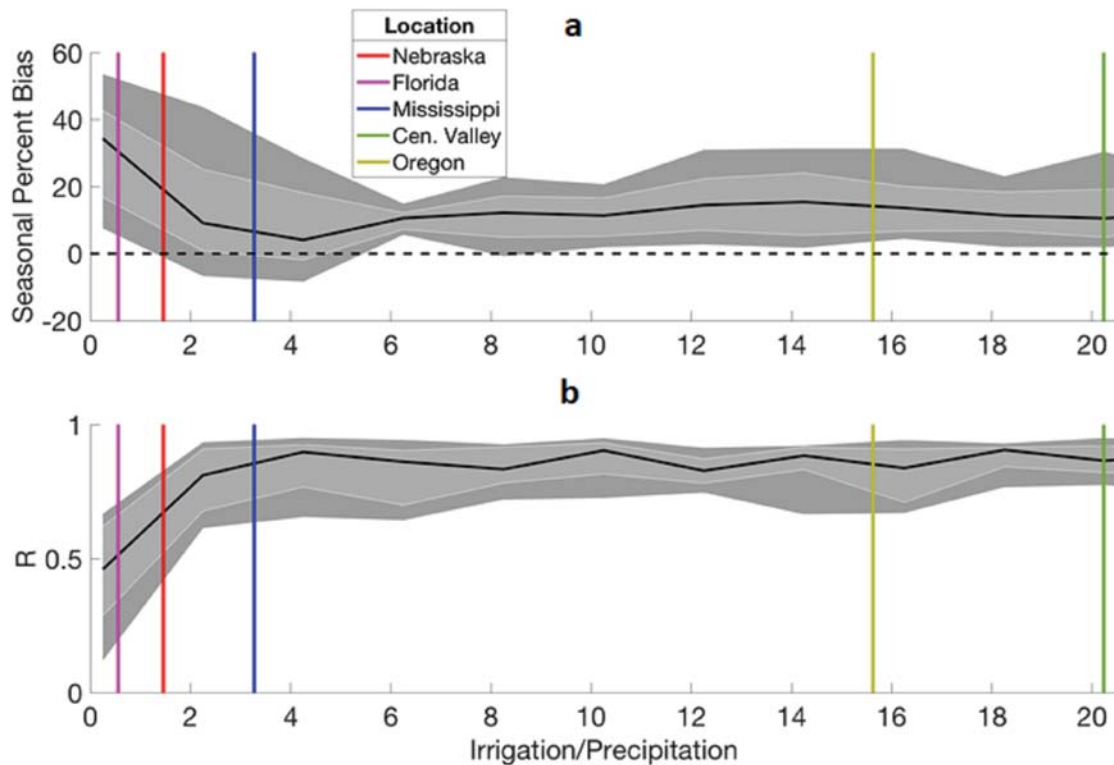 a
Location
Nebraska
Florida
Mississippi
Cen. Valley
Oregon
Seasonal Percent Bias
60
40
20
0
-20
0 2 4 6 8 10 12 14 16 18 20
b
R
1
0.5
0
0 2 4 6 8 10 12 14 16 18 20
Irrigation/Precipitation